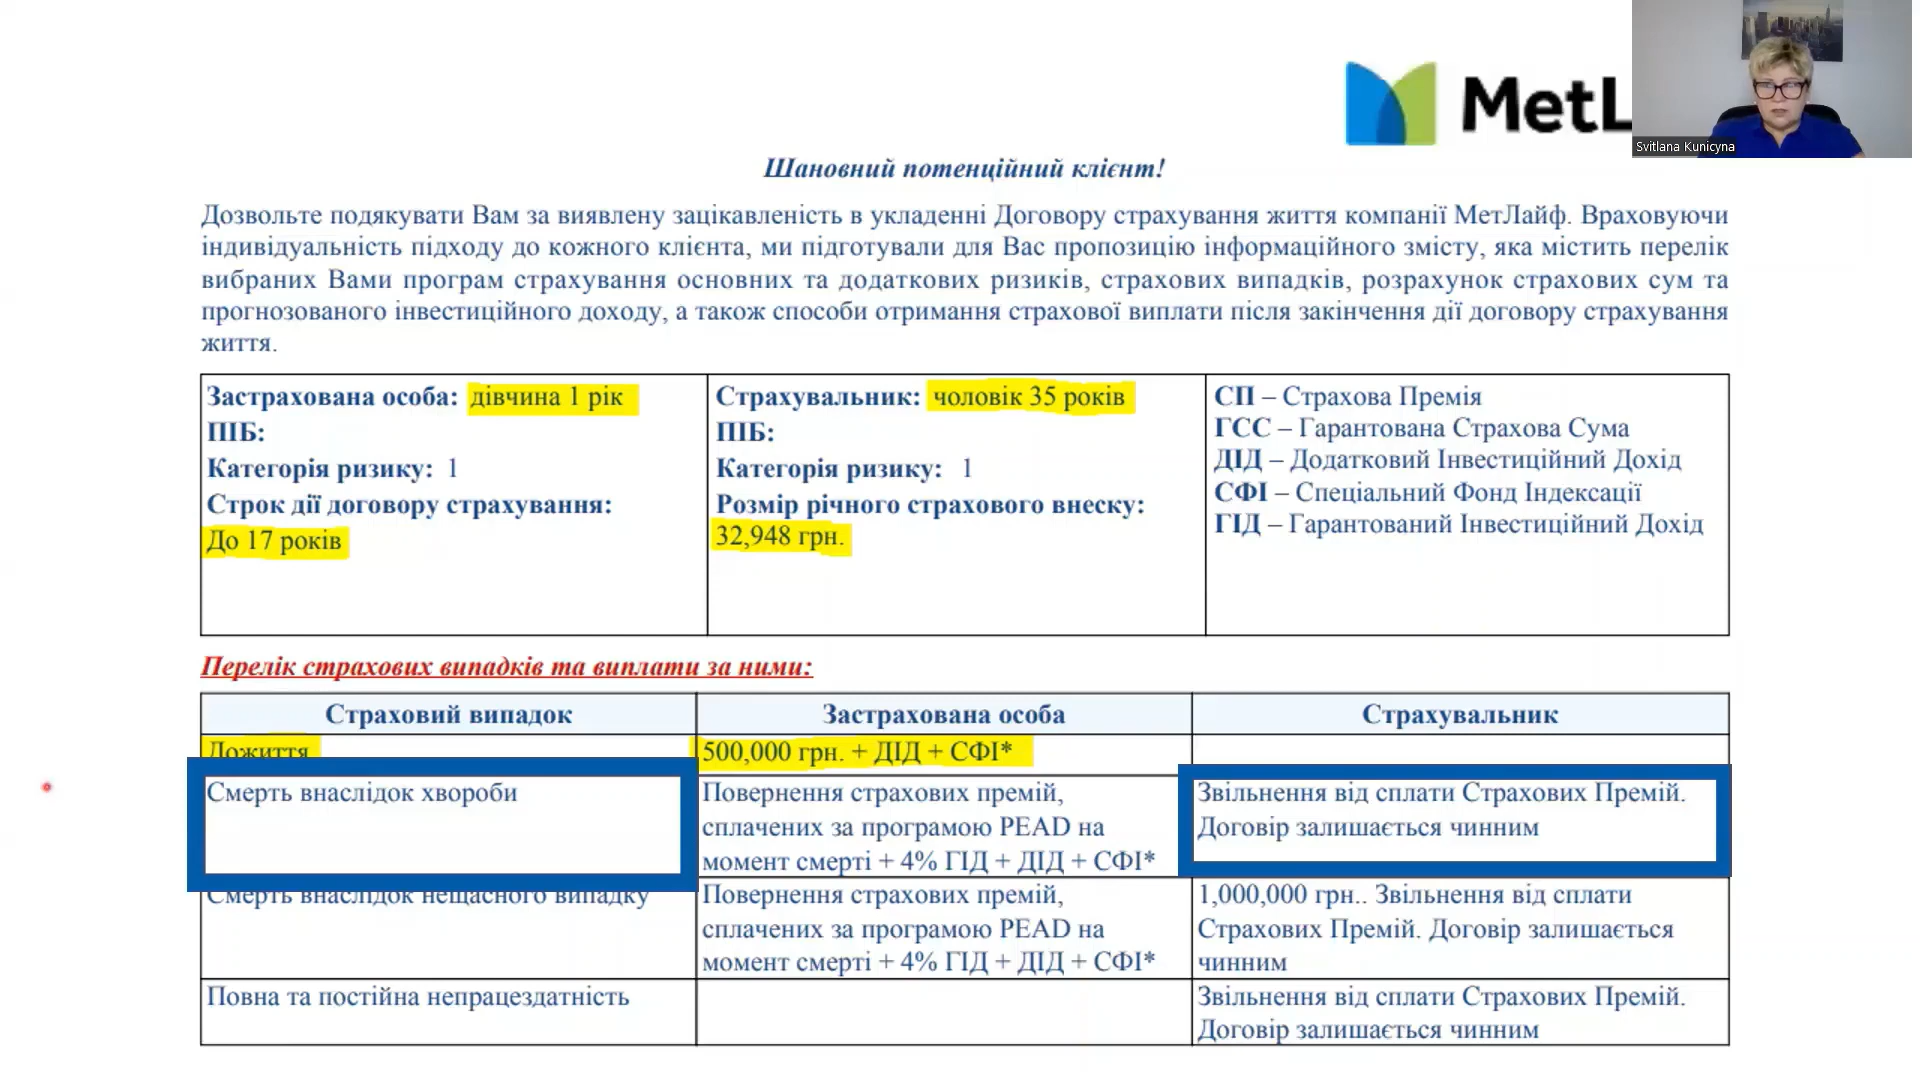 MetL
Svitlana Kunicyna
Шановний потенційний клієнт!
Дозвольте подякувати Вам за виявлену зацікавленість в укладенні Договору страхування життя компанії МетЛайф. Враховуючи
індивідуальність підходу до кожного клієнта, ми підготували для Вас пропозицію інформаційного змісту, яка містить перелік
вибраних Вами програм страхування основних та додаткових ризиків, страхових випадків, розрахунок страхових сум та
прогнозованого інвестиційного доходу, а також способи отримання страхової виплати після закінчення дії договору страхування
життя.
Застрахована особа: дівчина 1 рік
ПІБ:
Категорія ризику: 1
Строк дії договору страхування:
До 17 років
Страхувальник: чоловік 35 років
ПІБ:
Категорія ризику: 1
Розмір річного страхового внеску:
32,948 грн.
СП – Страхова Премія
ГСС – Гарантована Страхова Сума
ДІД – Додатковий Інвестиційний Дохід
СФІ – Спеціальний Фонд Індексації
ГІД – Гарантований Інвестиційний Дохід
Перелік страхових випадків та виплати за ними:
Страховий випадок
Застрахована особа
Страхувальник
Дожиття
500,000 грн. + ДІД + СФІ*
Смерть внаслідок хвороби
Повернення страхових премій,
сплачених за програмою PEAD на
момент смерті + 4% ГІД + ДІД + СФІ*
Звільнення від сплати Страхових Премій.
Договір залишається чинним
Смерть внаслідок нещасного випадку
Повернення страхових премій,
сплачених за програмою PEAD на
момент смерті + 4% ГІД + ДІД + СФІ*
1,000,000 грн.. Звільнення від сплати
Страхових Премій. Договір залишається
чинним
Повна та постійна непрацездатність
Звільнення від сплати Страхових Премій.
Договір залишається чинним